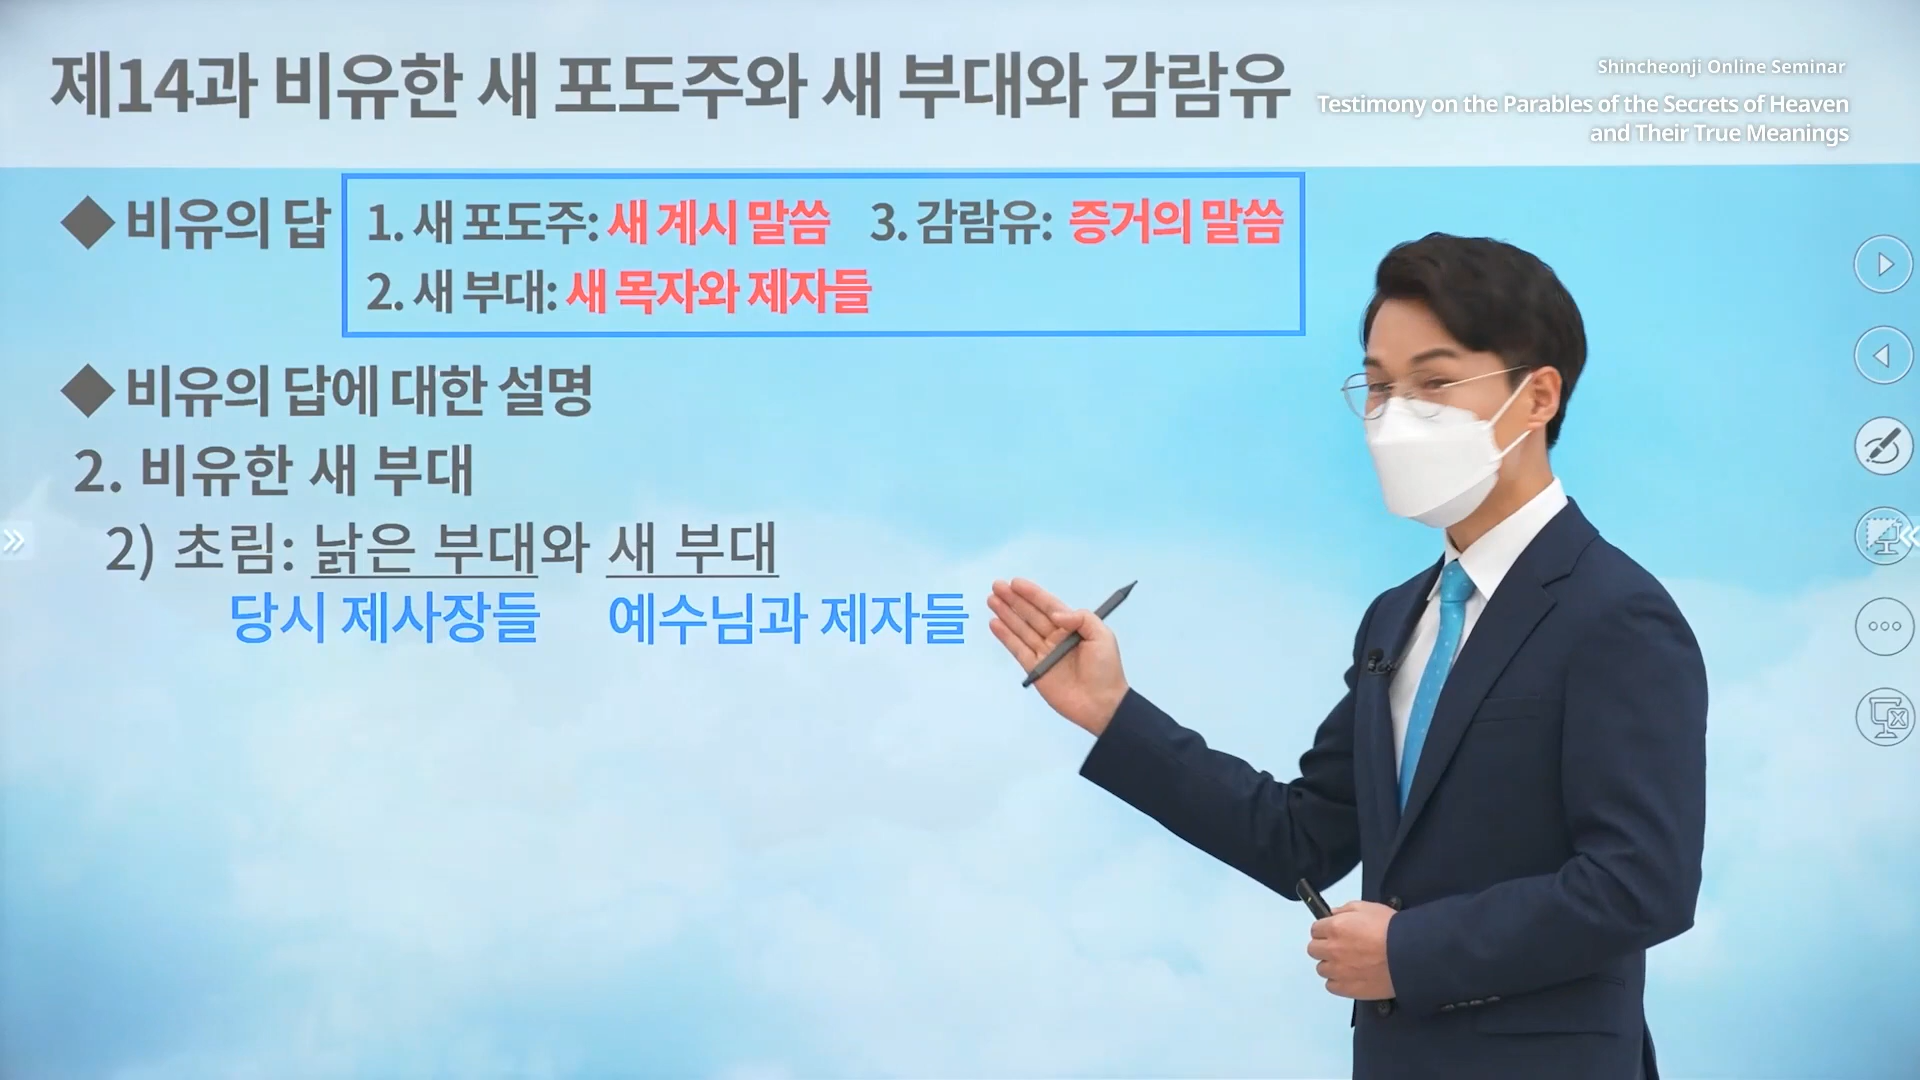 제14과 비유한 새 포도주와 새 부대와 감람유
Shincheonji Online Seminar
Testimony on the Parables of the Secrets of Heaven
and Their True Meanings
◆ 비유의 답
1. 새 포도주: 새 계시 말씀 3. 감람유: 증거의 말씀
2. 새 부대: 새 목자와 제자들
◆ 비유의 답에 대한 설명
2. 비유한 새 부대
2) 초림: 낡은 부대와 새 부대
당시 제사장들 예수님과 제자들